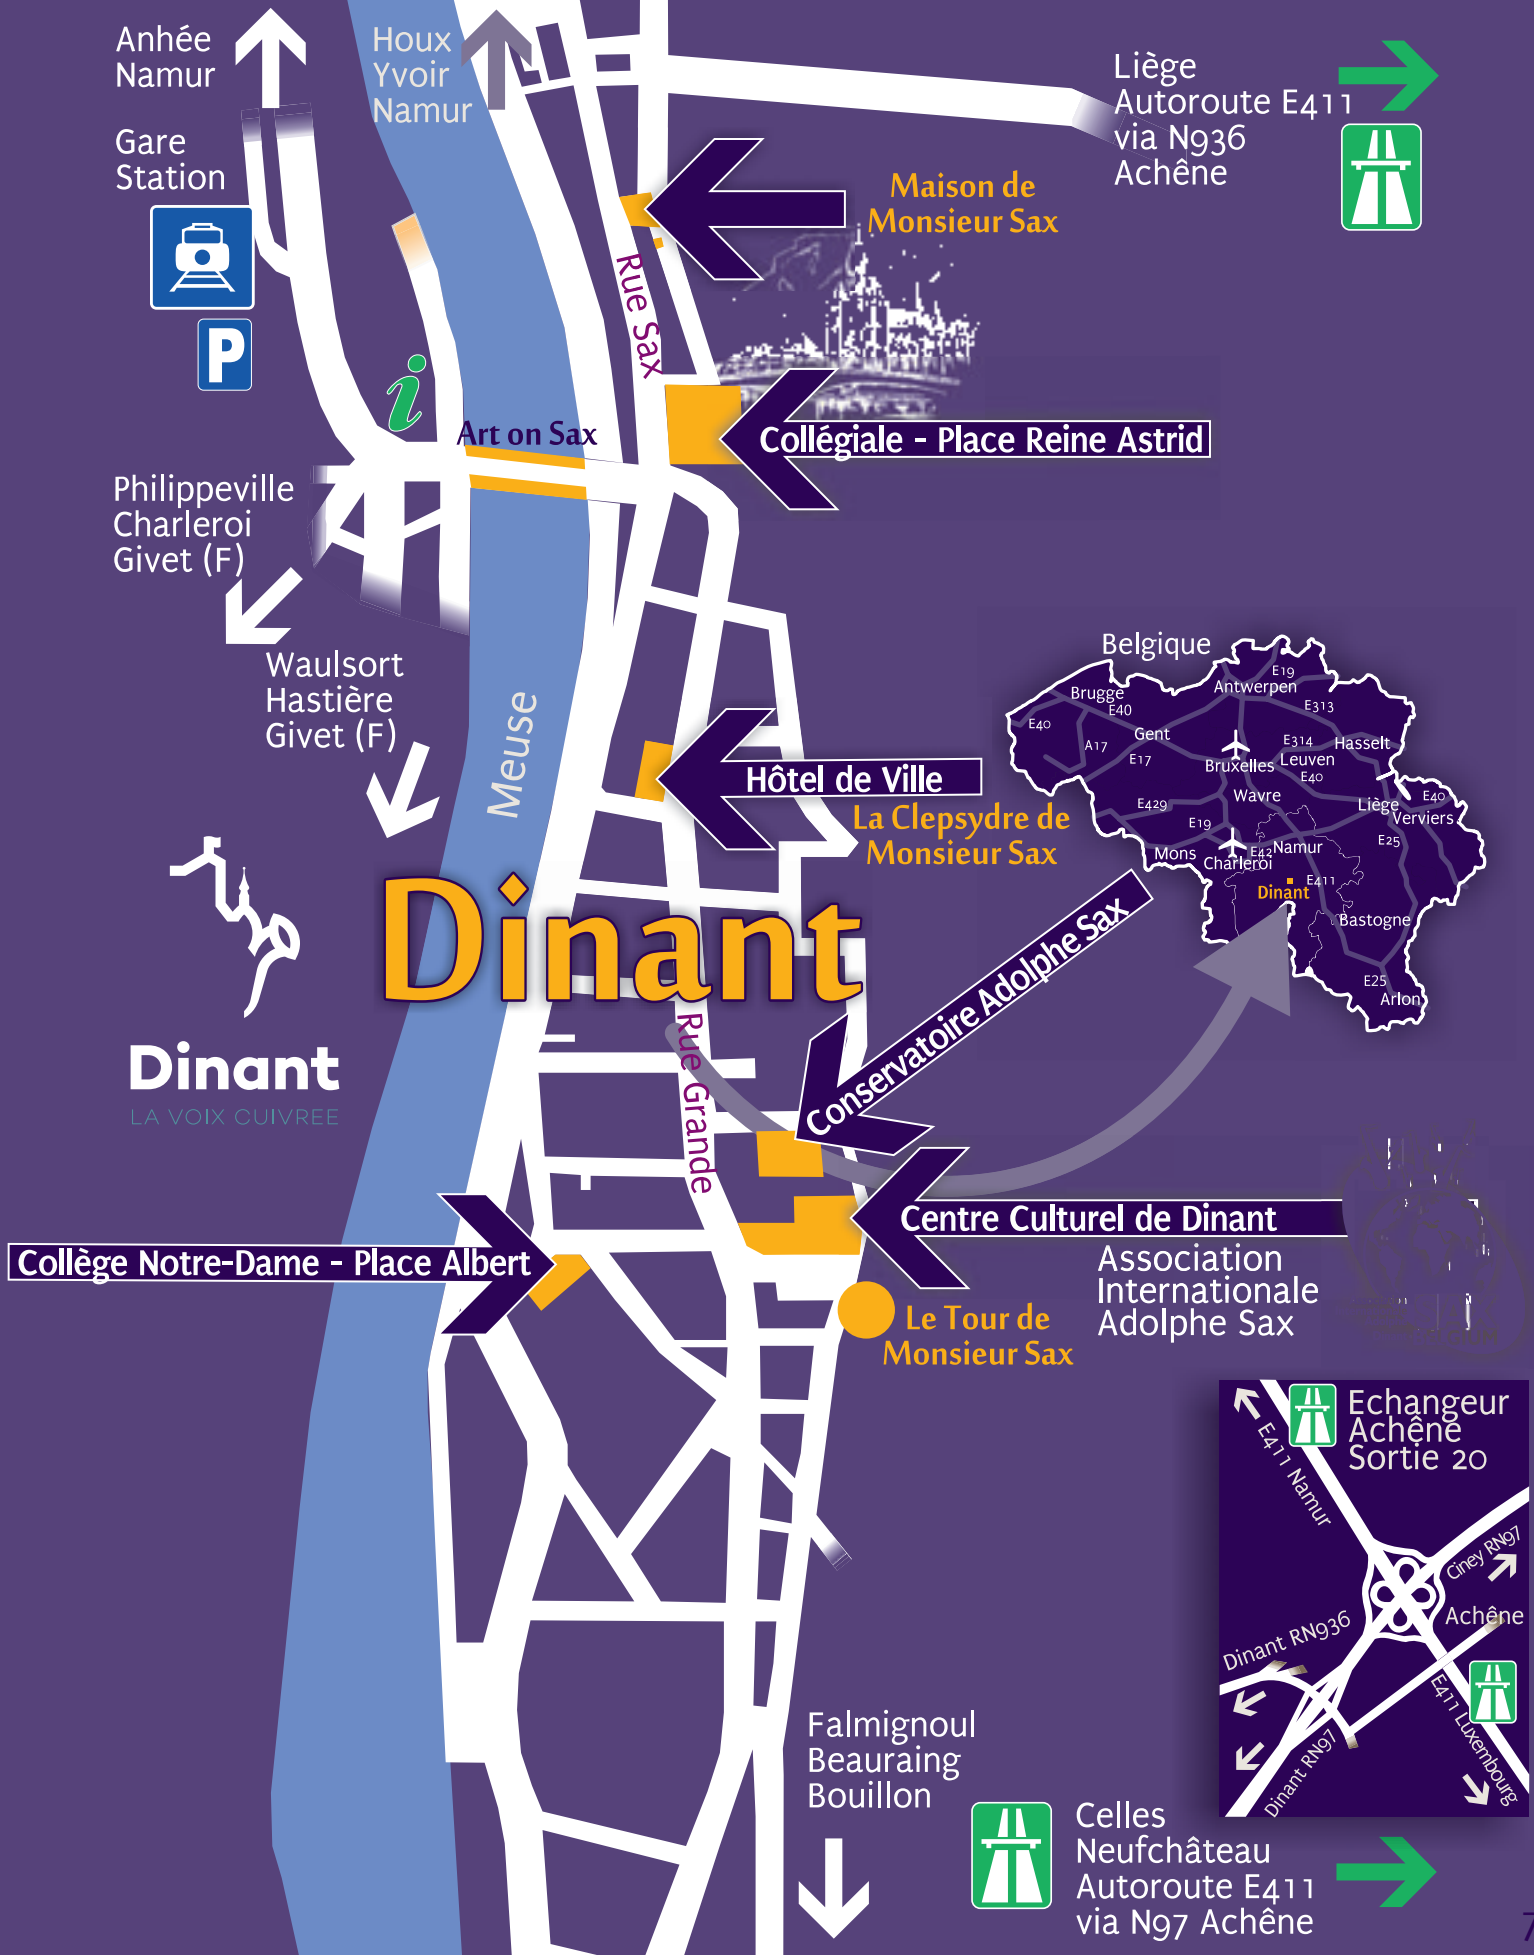 Anhée
Namur
Houx
Yvoir
Namur
Liège
Autoroute E411
via N936
Achêne
Gare
Station
P
i
Maison de
Monsieur Sax
Rue Sax
Art on Sax
Collégiale - Place Reine Astrid
Philippeville
Charleroi
Givet (F)
Waulsort
Hastière
Givet (F)
Meuse
Hôtel de Ville
La Clepsydre de
Monsieur Sax
Belgique
Brugge
E40
E40
A17
Gent
E17
Antwerpen
E19
E313
E314
Hasselt
Bruxelles
Leuven
E40
Wavre
E429
E19
Liège
E40
Verviers
E25
Mons
Charleroi
E42
Namur
E411
Dinant
Bastogne
E25
Arlon
Dinant
Conservatoire Adolphe Sax
Rue Grande
Dinant
LA VOIX CUIVREE
Centre Culturel de Dinant
Association
Internationale
Adolphe Sax
Collège Notre-Dame - Place Albert
Le Tour de
Monsieur Sax
Echangeur
Achêne
Sortie 20
E411 Namur
Ciney RN97
Achêne
Dinant RN936
E411 Luxembourg
Dinant RN97
Falmignoul
Beauraing
Bouillon
Celles
Neufchâteau
Autoroute E411
via N97 Achêne
7